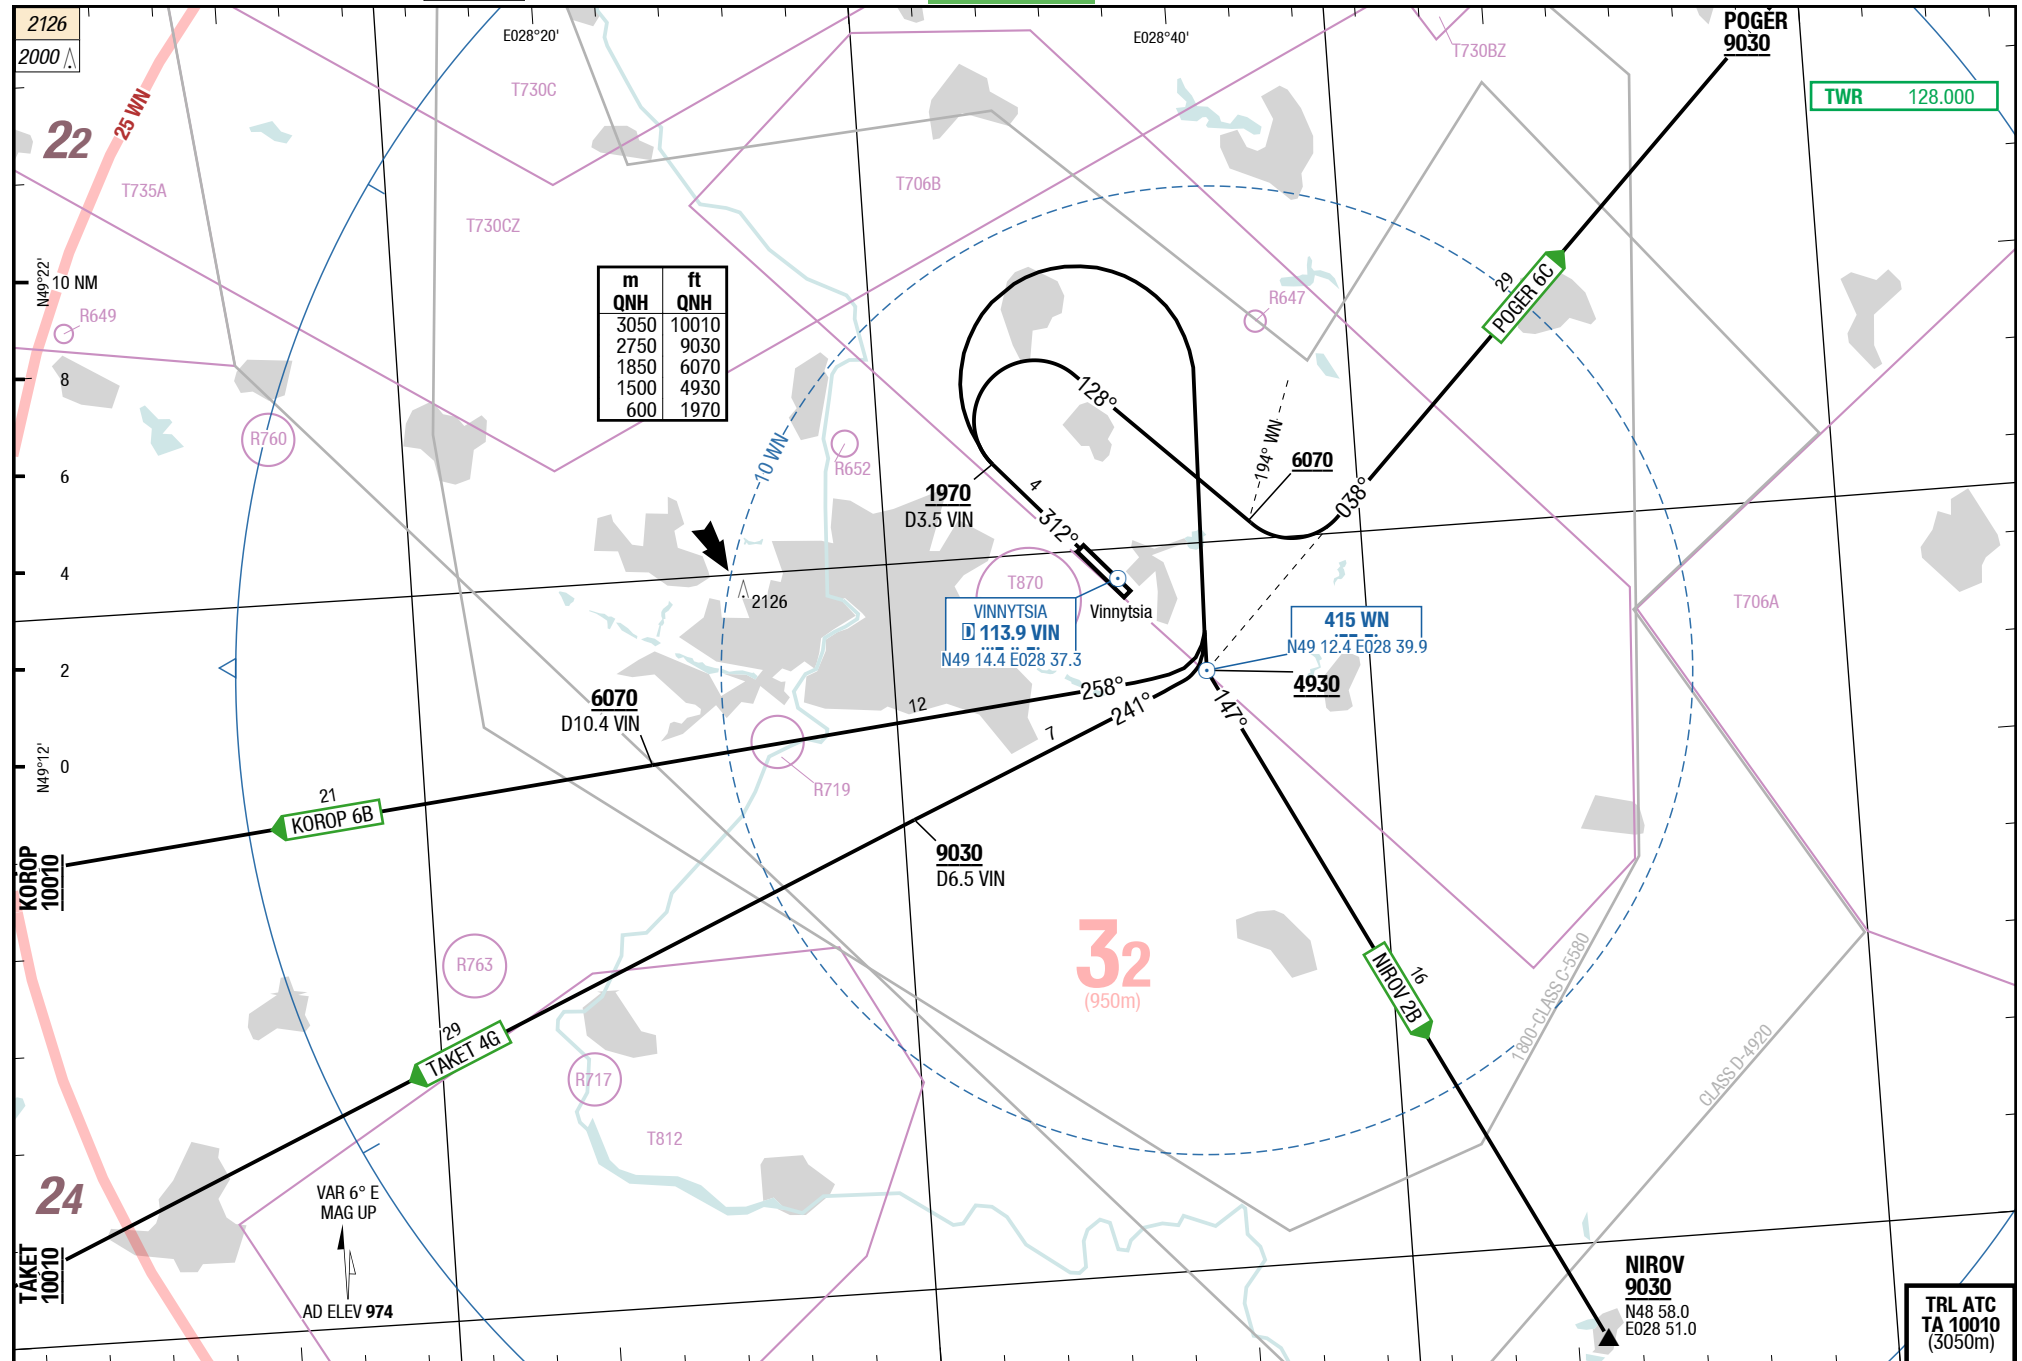 2126
2000
E028°20'
E028°40'
POGER
9030
T730C
T730BZ
TWR 128.000
25 WN
22
T735A
T706B
T730CZ
N49°22'
10 NM
R649
m ft
QNH QNH
3050 10010
2750 9030
1850 6070
1500 4930
600 1970
R647
29
POGER 6C
8
128°
R760
10 WN
R652
194° WN
6070
6
1970
D3.5 VIN
4
312°
038°
4
T870
2126
VINNYTSIA
D 113.9 VIN
N49 14.4 E028 37.3
Vinnytsia
415 WN
N49 12.4 E028 39.9
T706A
2
4930
6070
D10.4 VIN
12
258°
241°
7
147°
N49°12'
0
R719
21
KOROP 6B
KOROP
10010
9030
D6.5 VIN
32
(950m)
R763
16
NIROV 2B
29
TAKET 4G
1800-CLASS C-5580
CLASS D-4920
R717
T812
24
VAR 6° E
MAG UP
TAKET
10010
AD ELEV 974
NIROV
9030
N48 58.0
E028 51.0
TRL ATC
TA 10010
(3050m)